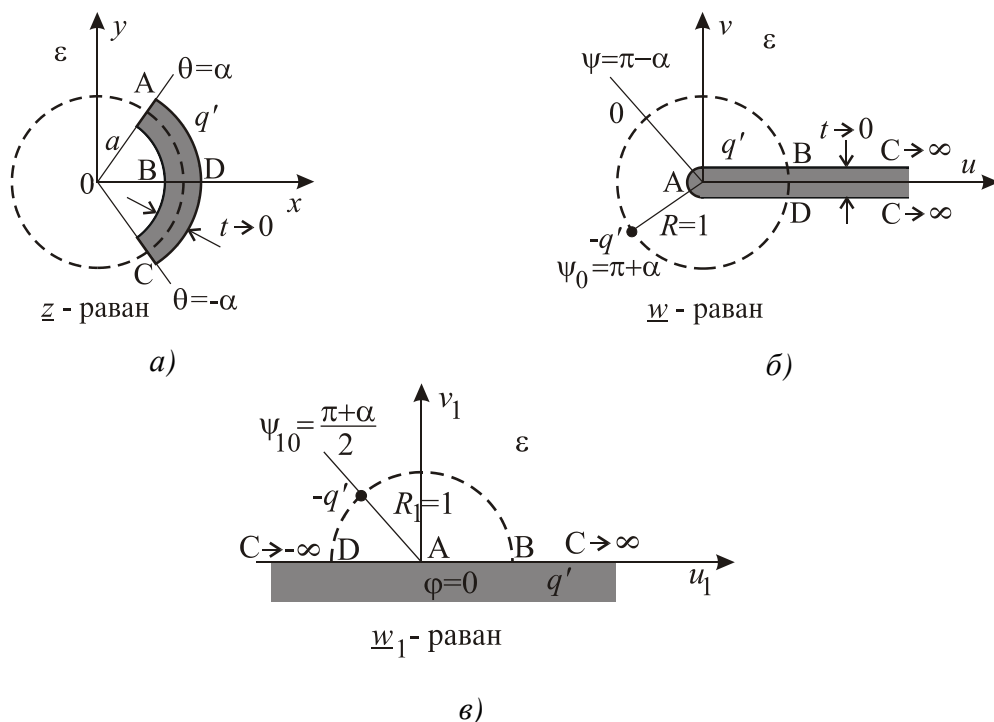 y
ε
A
θ=α
q'
a
0
B
D
x
t→0
C
θ=-α
z - раван
а)
v
ε
ψ=π−α
0
q'
B
t→0
C→∞
A
u
D
C→∞
-q'
R=1
ψ₀=π+α
w - раван
б)
v₁
ψ₁₀=(π+α)/2
ε
-q'
R₁=1
C→-∞
D
A
B
C→∞
φ=0
q'
u₁
w₁ - раван
в)